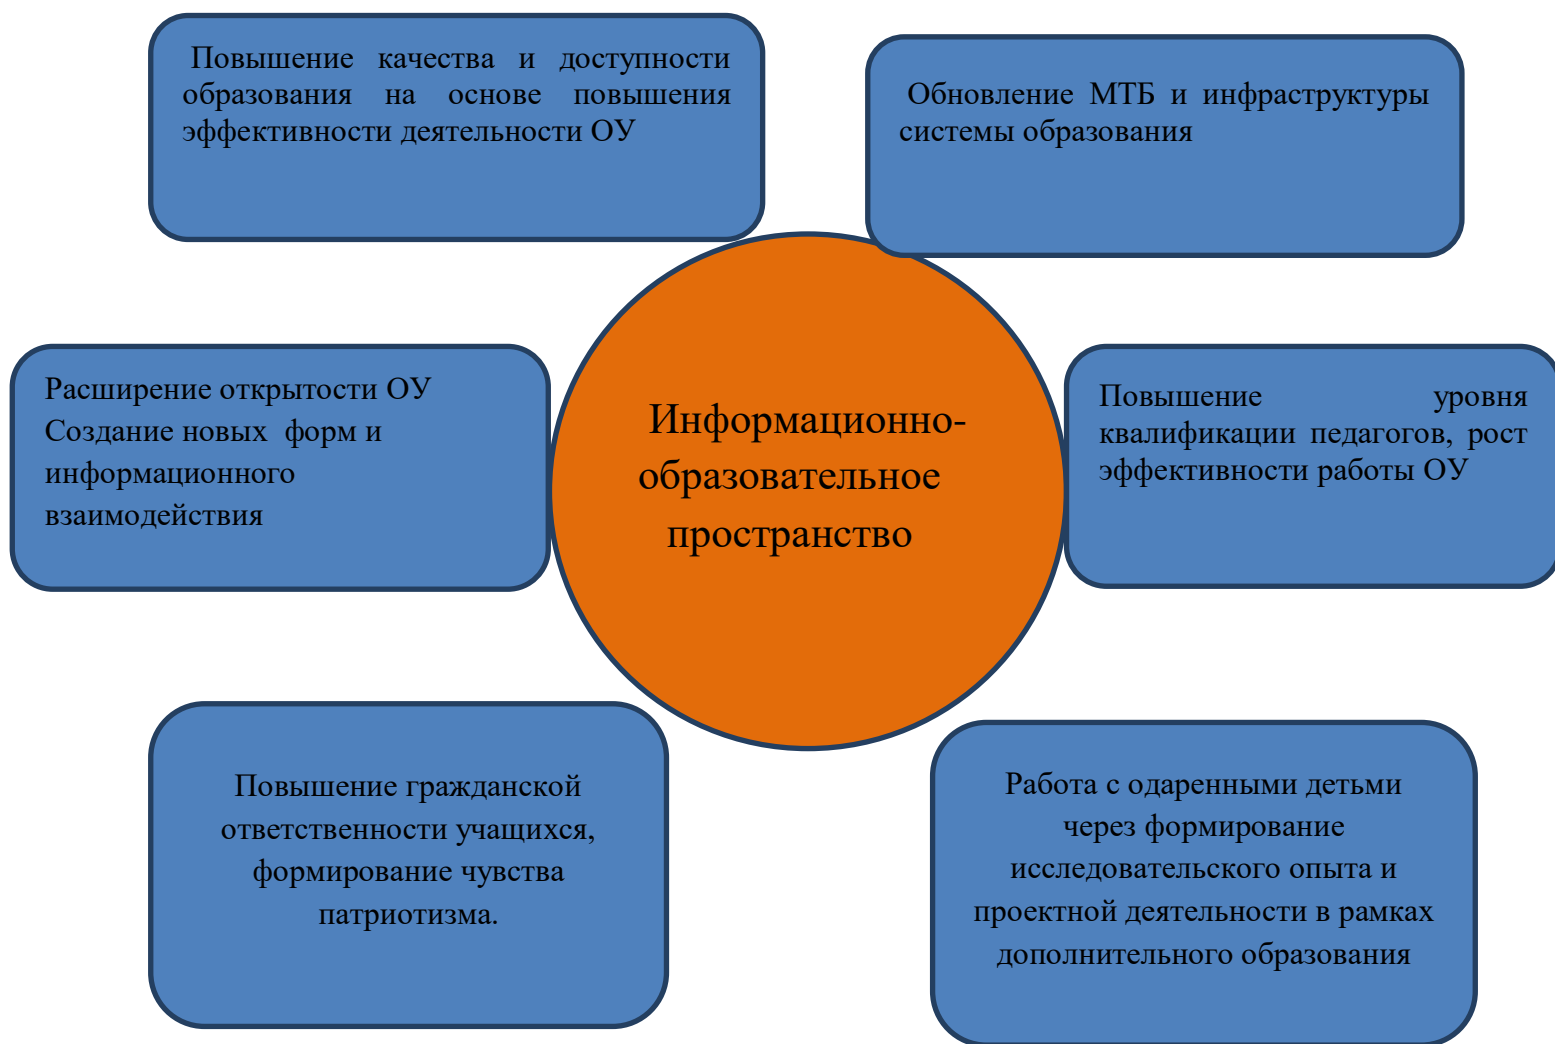 Повышение качества и доступности
образования на основе повышения
эффективности деятельности ОУ
Обновление МТБ и инфраструктуры
системы образования
Расширение открытости ОУ
Создание новых форм и
информационного
взаимодействия
Информационно-
образовательное
пространство
Повышение уровня
квалификации педагогов, рост
эффективности работы ОУ
Повышение гражданской
ответственности учащихся,
формирование чувства
патриотизма.
Работа с одаренными детьми
через формирование
исследовательского опыта и
проектной деятельности в рамках
дополнительного образования